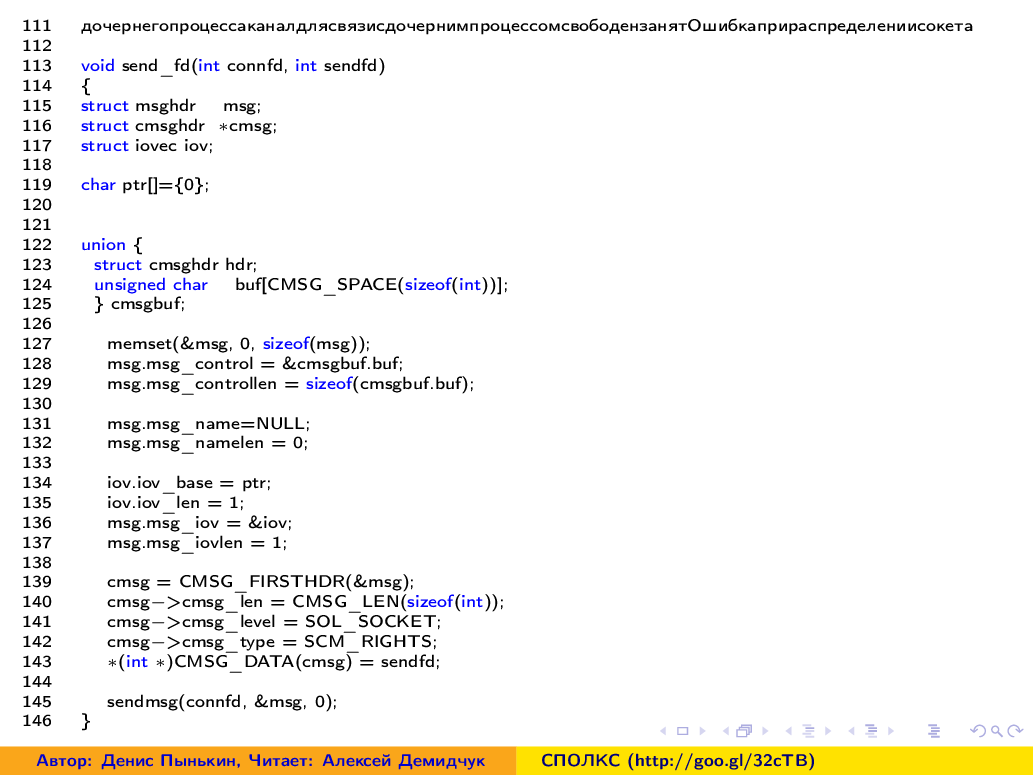 111 дочернегопроцессаканалдлясвязисдочернимпроцессомсвободензанятОшибкаприраспределениисокета
112
113 void send_fd(int connfd, int sendfd)
114 {
115 struct msghdr msg;
116 struct cmsghdr *cmsg;
117 struct iovec iov;
118
119 char ptr[]={0};
120
121
122 union {
123 struct cmsghdr hdr;
124 unsigned char buf[CMSG_SPACE(sizeof(int))];
125 } cmsgbuf;
126
127 memset(&msg, 0, sizeof(msg));
128 msg.msg_control = &cmsgbuf.buf;
129 msg.msg_controllen = sizeof(cmsgbuf.buf);
130
131 msg.msg_name=NULL;
132 msg.msg_namelen = 0;
133
134 iov.iov_base = ptr;
135 iov.iov_len = 1;
136 msg.msg_iov = &iov;
137 msg.msg_iovlen = 1;
138
139 cmsg = CMSG_FIRSTHDR(&msg);
140 cmsg−>cmsg_len = CMSG_LEN(sizeof(int));
141 cmsg−>cmsg_level = SOL_SOCKET;
142 cmsg−>cmsg_type = SCM_RIGHTS;
143 *(int *)CMSG_DATA(cmsg) = sendfd;
144
145 sendmsg(connfd, &msg, 0);
146 }
Автор: Денис Пынькин, Читает: Алексей Демидчук СПОЛКС (http://goo.gl/32cTB)